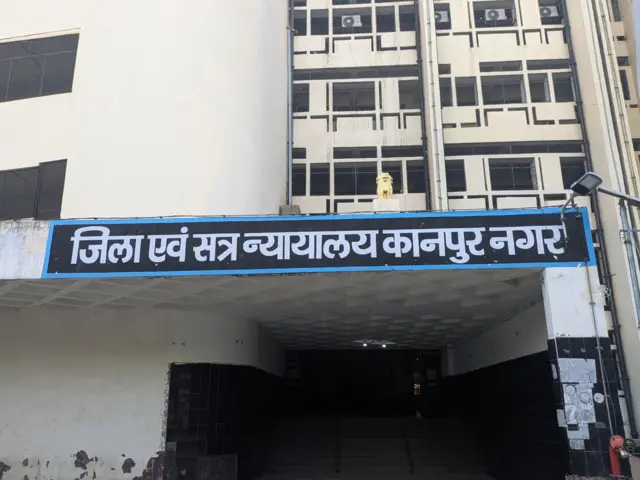 जिला एवं सत्र न्यायालय कानपुर नगर